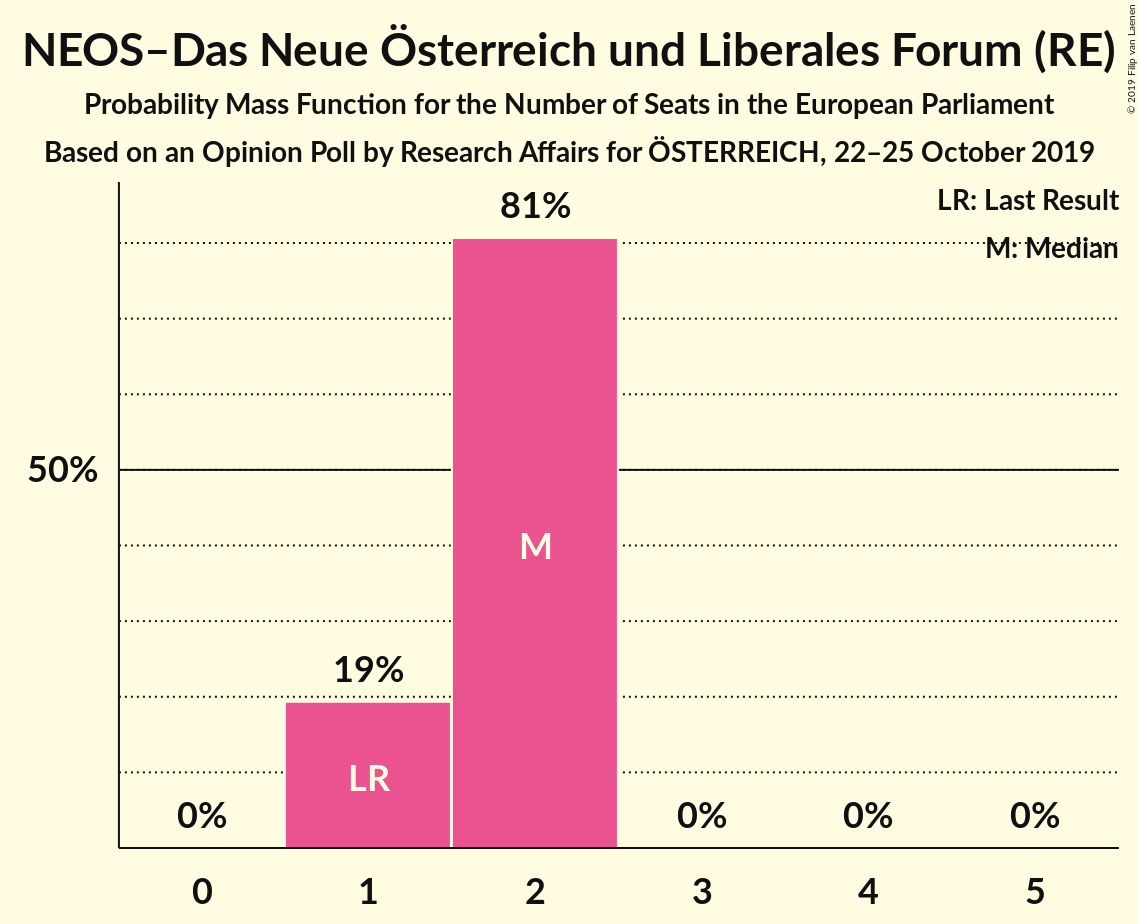 NEOS–Das Neue Österreich und Liberales Forum (RE)
Probability Mass Function for the Number of Seats in the European Parliament
Based on an Opinion Poll by Research Affairs for ÖSTERREICH, 22–25 October 2019
© 2019 Filip van Laenen
LR: Last Result
M: Median
81%
50%
M
19%
LR
0%
0%
0%
0%
0
1
2
3
4
5